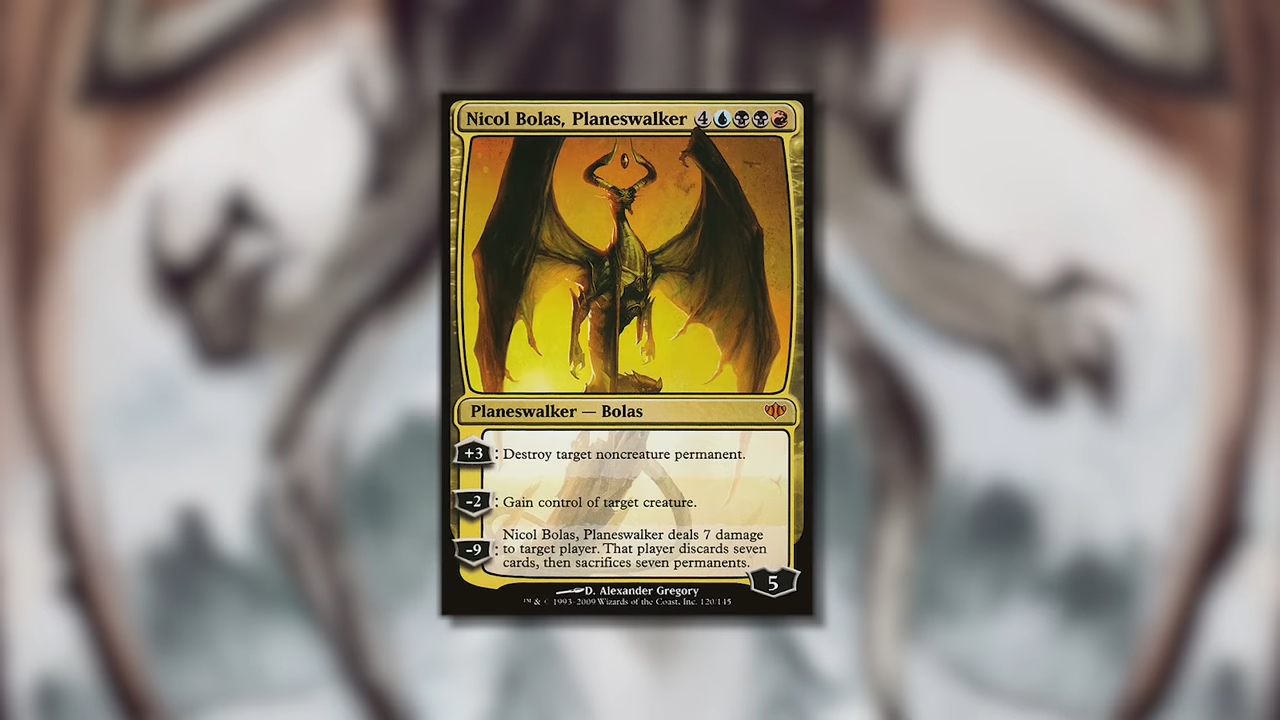 Nicol Bolas, Planeswalker 4
Planeswalker — Bolas
+3 : Destroy target noncreature permanent.
-2 : Gain control of target creature.
Nicol Bolas, Planeswalker deals 7 damage
-9 : to target player. That player discards seven
cards, then sacrifices seven permanents.
5
D. Alexander Gregory
™ & © 1993–2009 Wizards of the Coast, Inc. 120/145